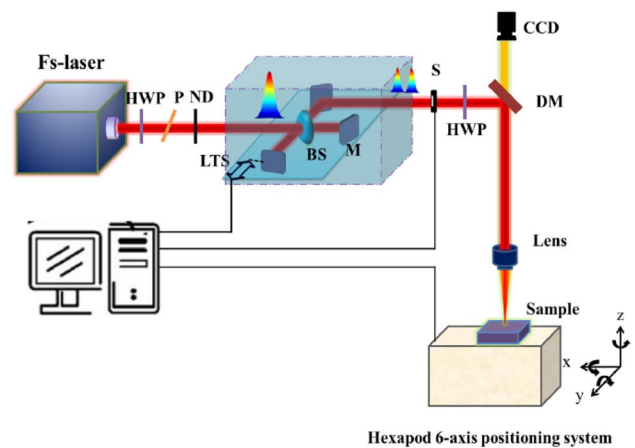 CCD
Fs-laser
HWP P ND
S
DM
HWP
LTS
BS
M
Lens
Sample
z
x
y
Hexapod 6-axis positioning system